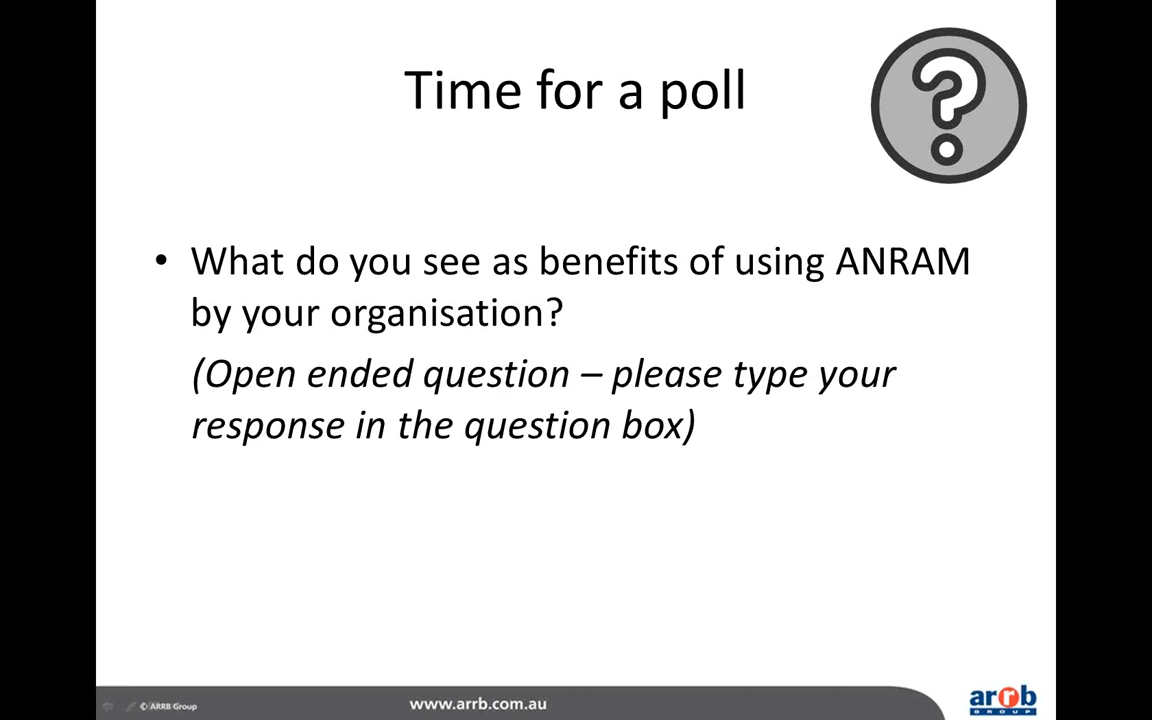 Time for a poll
?
• What do you see as benefits of using ANRAM
by your organisation?
(Open ended question – please type your
response in the question box)
© ARRB Group
www.arrb.com.au
arrb
GROUP